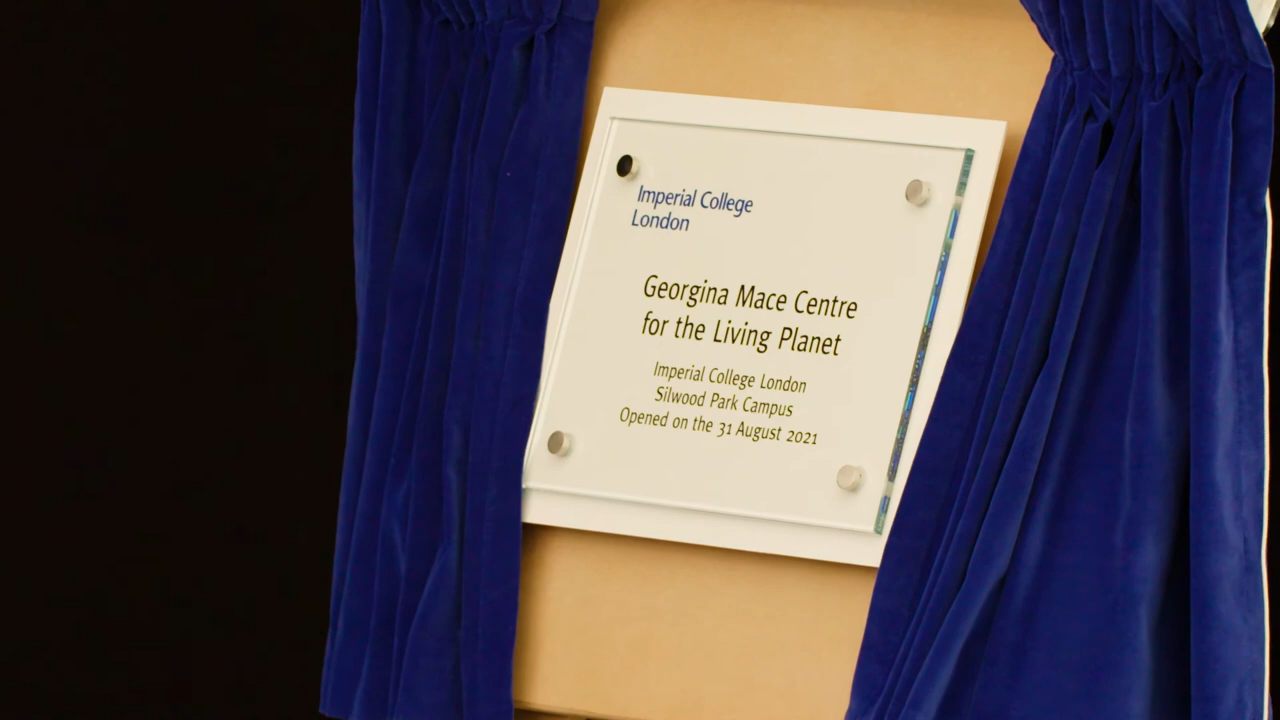 Imperial College
London
Georgina Mace Centre
for the Living Planet
Imperial College London
Silwood Park Campus
Opened on the 31 August 2021